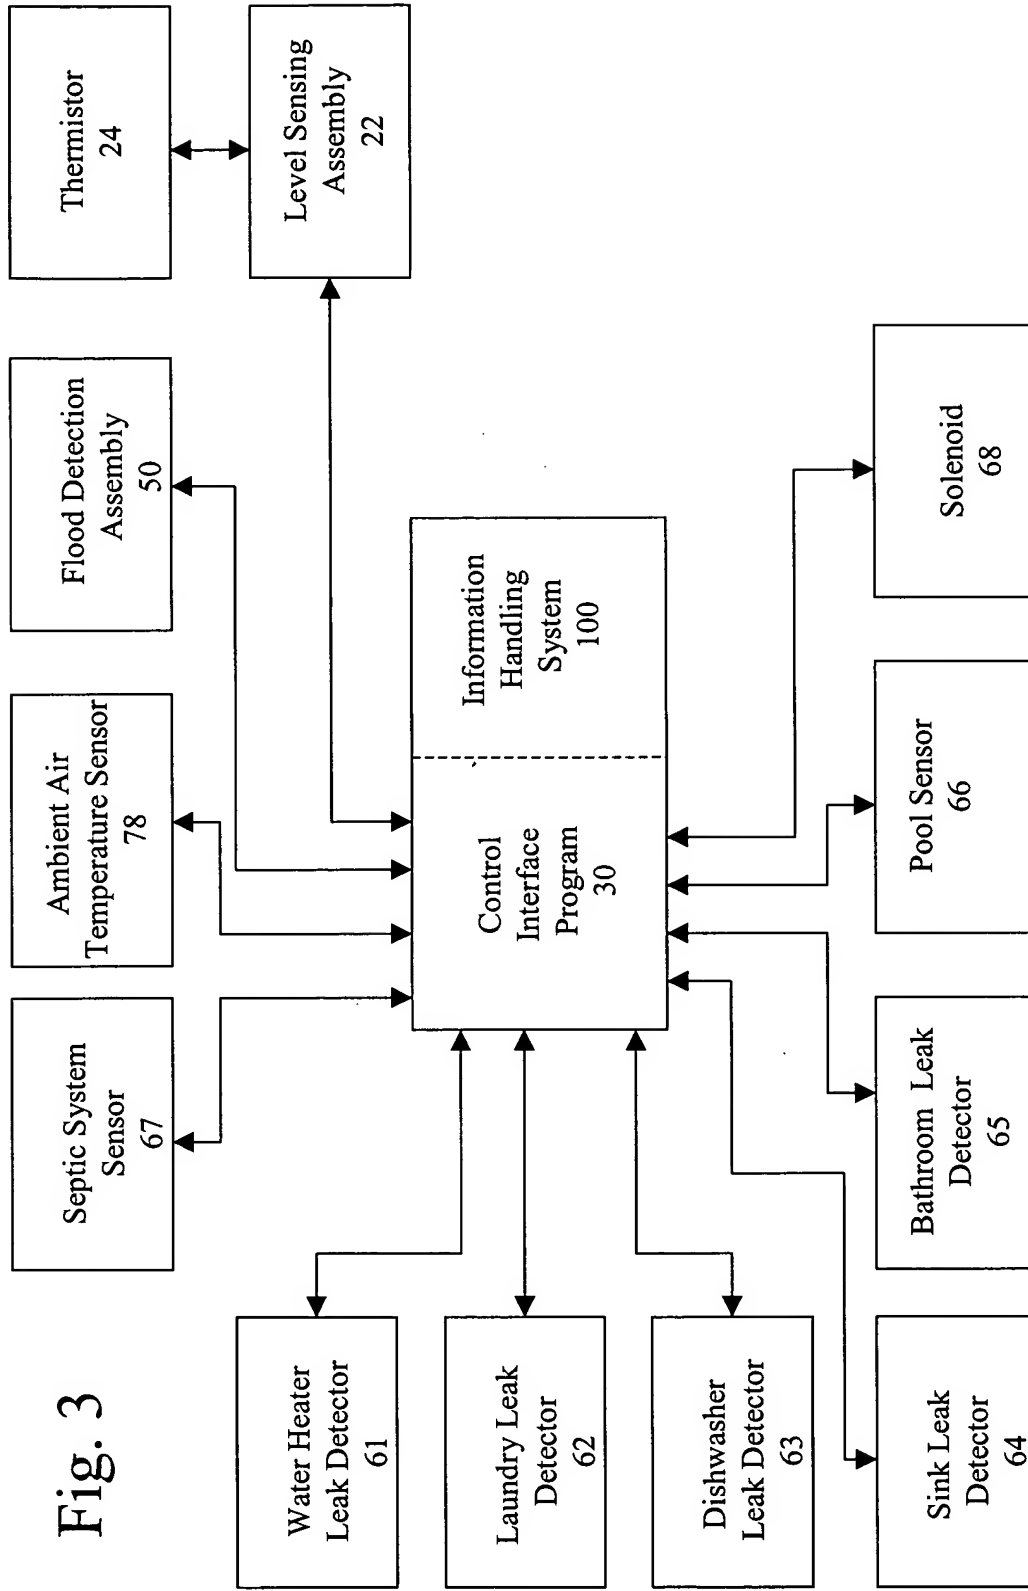 Fig. 3
Septic System
Sensor
67
Ambient Air
Temperature Sensor
78
Flood Detection
Assembly
50
Thermistor
24
Water Heater
Leak Detector
61
Laundry Leak
Detector
62
Dishwasher
Leak Detector
63
Control
Interface
Program
30
Information
Handling
System
100
Level Sensing
Assembly
22
Sink Leak
Detector
64
Bathroom Leak
Detector
65
Pool Sensor
66
Solenoid
68